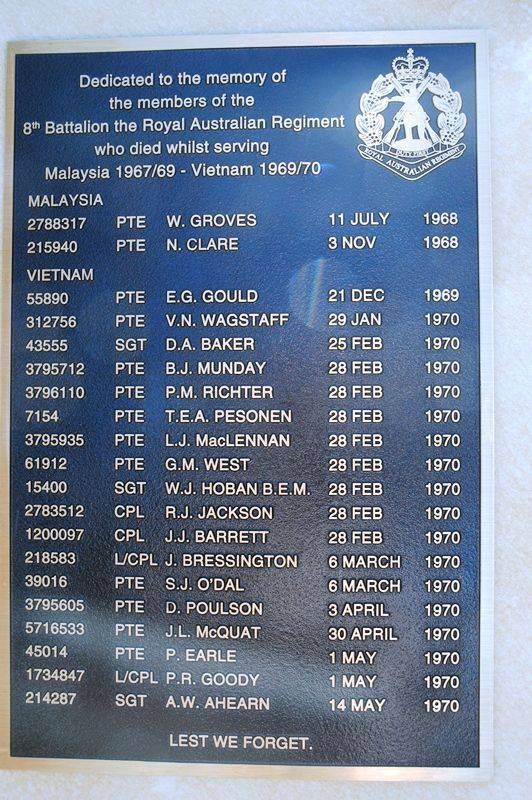 Dedicated to the memory of
the members of the
8th Battalion the Royal Australian Regiment
who died whilst serving
Malaysia 1967/69 - Vietnam 1969/70
DUTY FIRST
ROYAL AUSTRALIAN REGIMENT
MALAYSIA
2788317 PTE W. GROVES 11 JULY 1968
215940 PTE N. CLARE 3 NOV 1968
VIETNAM
55890 PTE E.G. GOULD 21 DEC 1969
312756 PTE V.N. WAGSTAFF 29 JAN 1970
43555 SGT D.A. BAKER 25 FEB 1970
3795712 PTE B.J. MUNDAY 28 FEB 1970
3796110 PTE P.M. RICHTER 28 FEB 1970
7154 PTE T.E.A. PESONEN 28 FEB 1970
3795935 PTE L.J. MacLENNAN 28 FEB 1970
61912 PTE G.M. WEST 28 FEB 1970
15400 SGT W.J. HOBAN B.E.M. 28 FEB 1970
2783512 CPL R.J. JACKSON 28 FEB 1970
1200097 CPL J.J. BARRETT 28 FEB 1970
218583 L/CPL J. BRESSINGTON 6 MARCH 1970
39016 PTE S.J. O'DAL 6 MARCH 1970
3795605 PTE D. POULSON 3 APRIL 1970
5716533 PTE J.L. McQUAT 30 APRIL 1970
45014 PTE P. EARLE 1 MAY 1970
1734847 L/CPL P.R. GOODY 1 MAY 1970
214287 SGT A.W. AHEARN 14 MAY 1970
LEST WE FORGET.